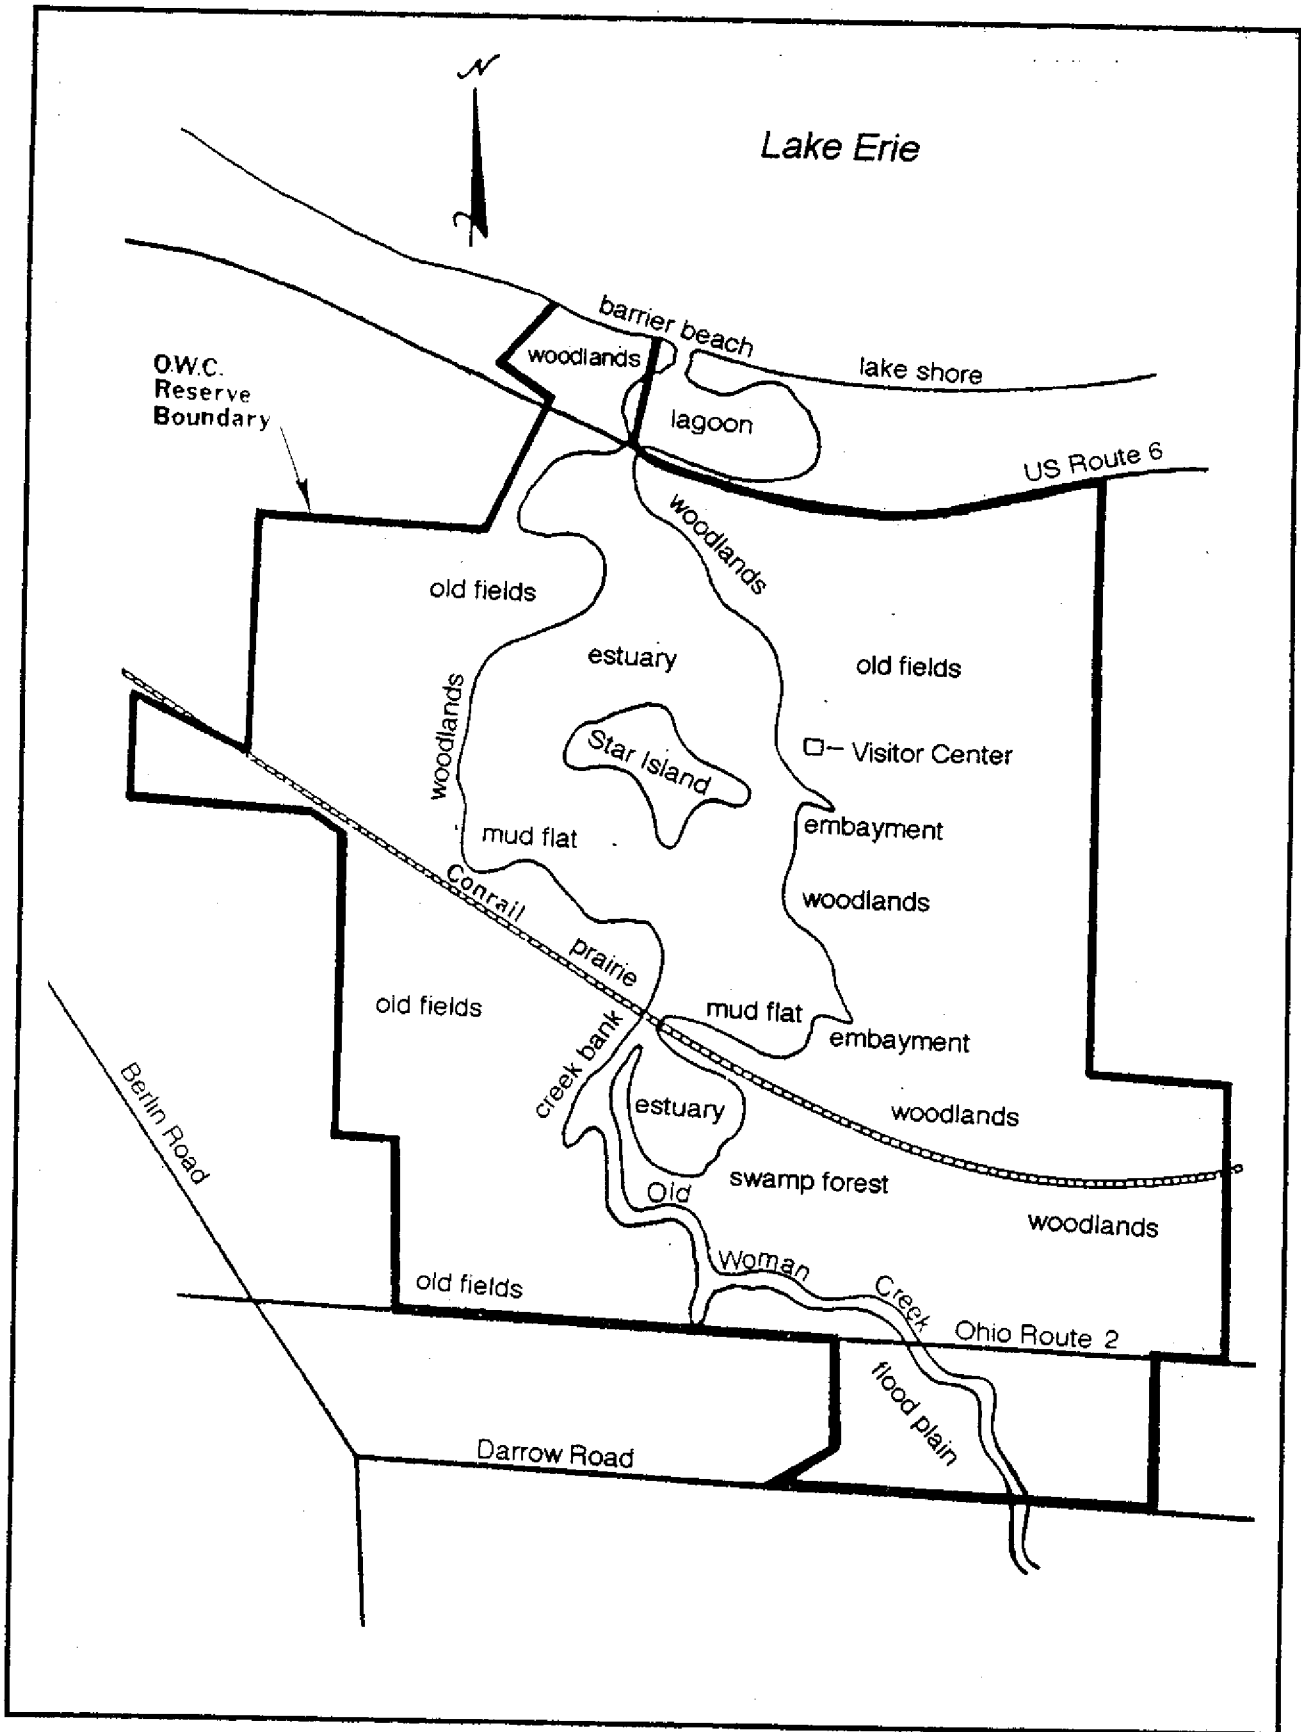 N
Lake Erie
barrier beach
woodlands
lake shore
O.W.C.
Reserve
Boundary
lagoon
US Route 6
woodlands
old fields
estuary
old fields
woodlands
Star Island
Visitor Center
mud flat
embayment
Conrail
woodlands
prairie
old fields
mud flat
creek bank
embayment
Berlin Road
estuary
woodlands
swamp forest
Old Woman Creek
woodlands
old fields
Ohio Route 2
flood plain
Darrow Road